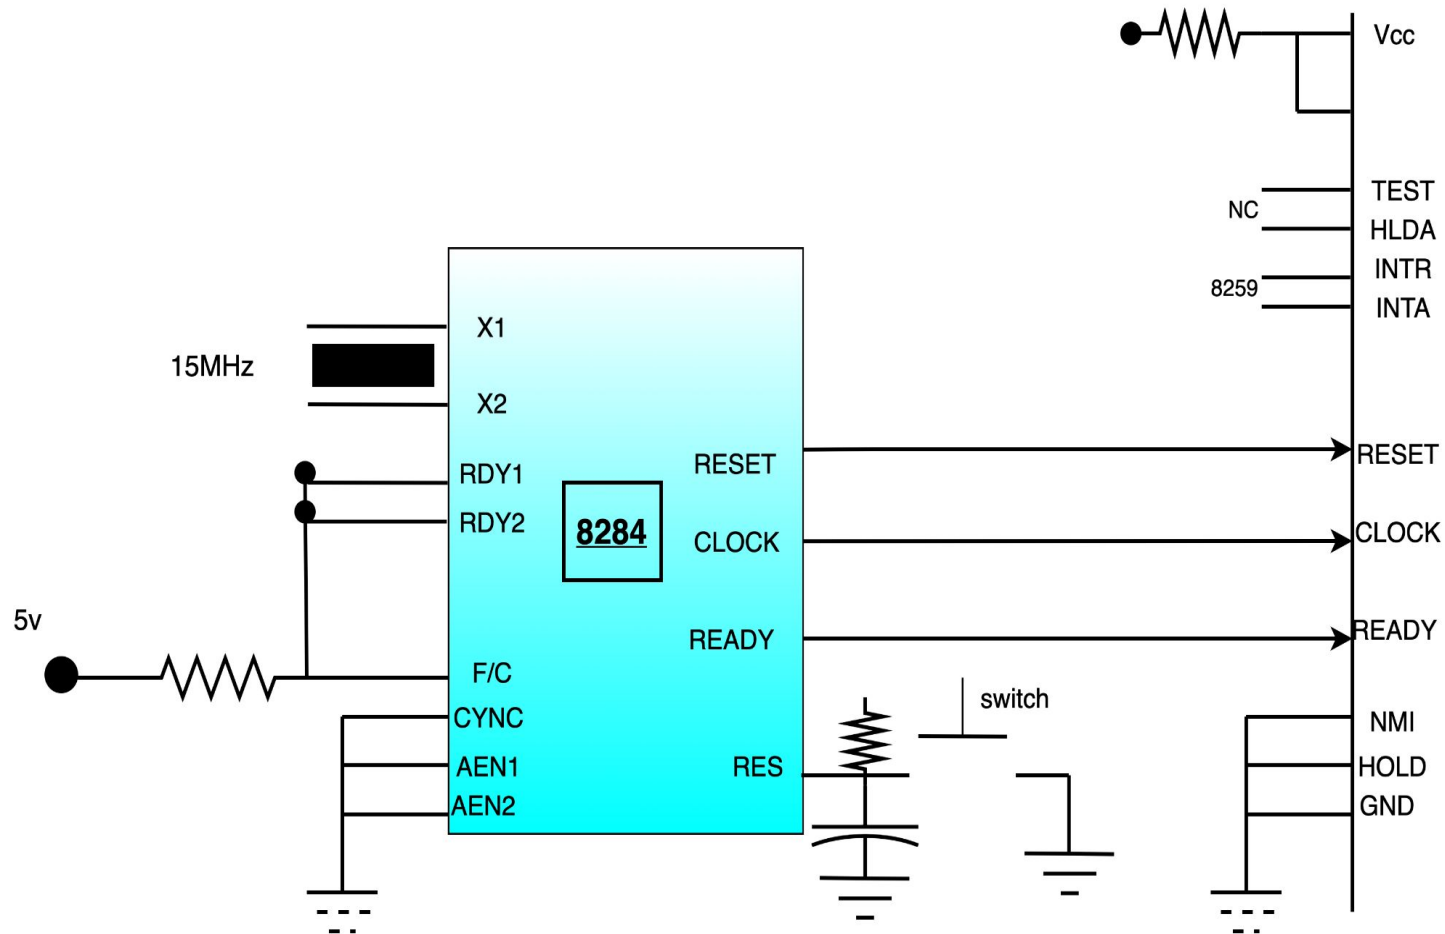 Vcc
TEST
NC
HLDA
INTR
8259
INTA
X1
15MHz
X2
RDY1
RESET
RESET
RDY2
8284
CLOCK
CLOCK
5v
READY
READY
F/C
switch
CYNC
NMI
AEN1
RES
HOLD
AEN2
GND